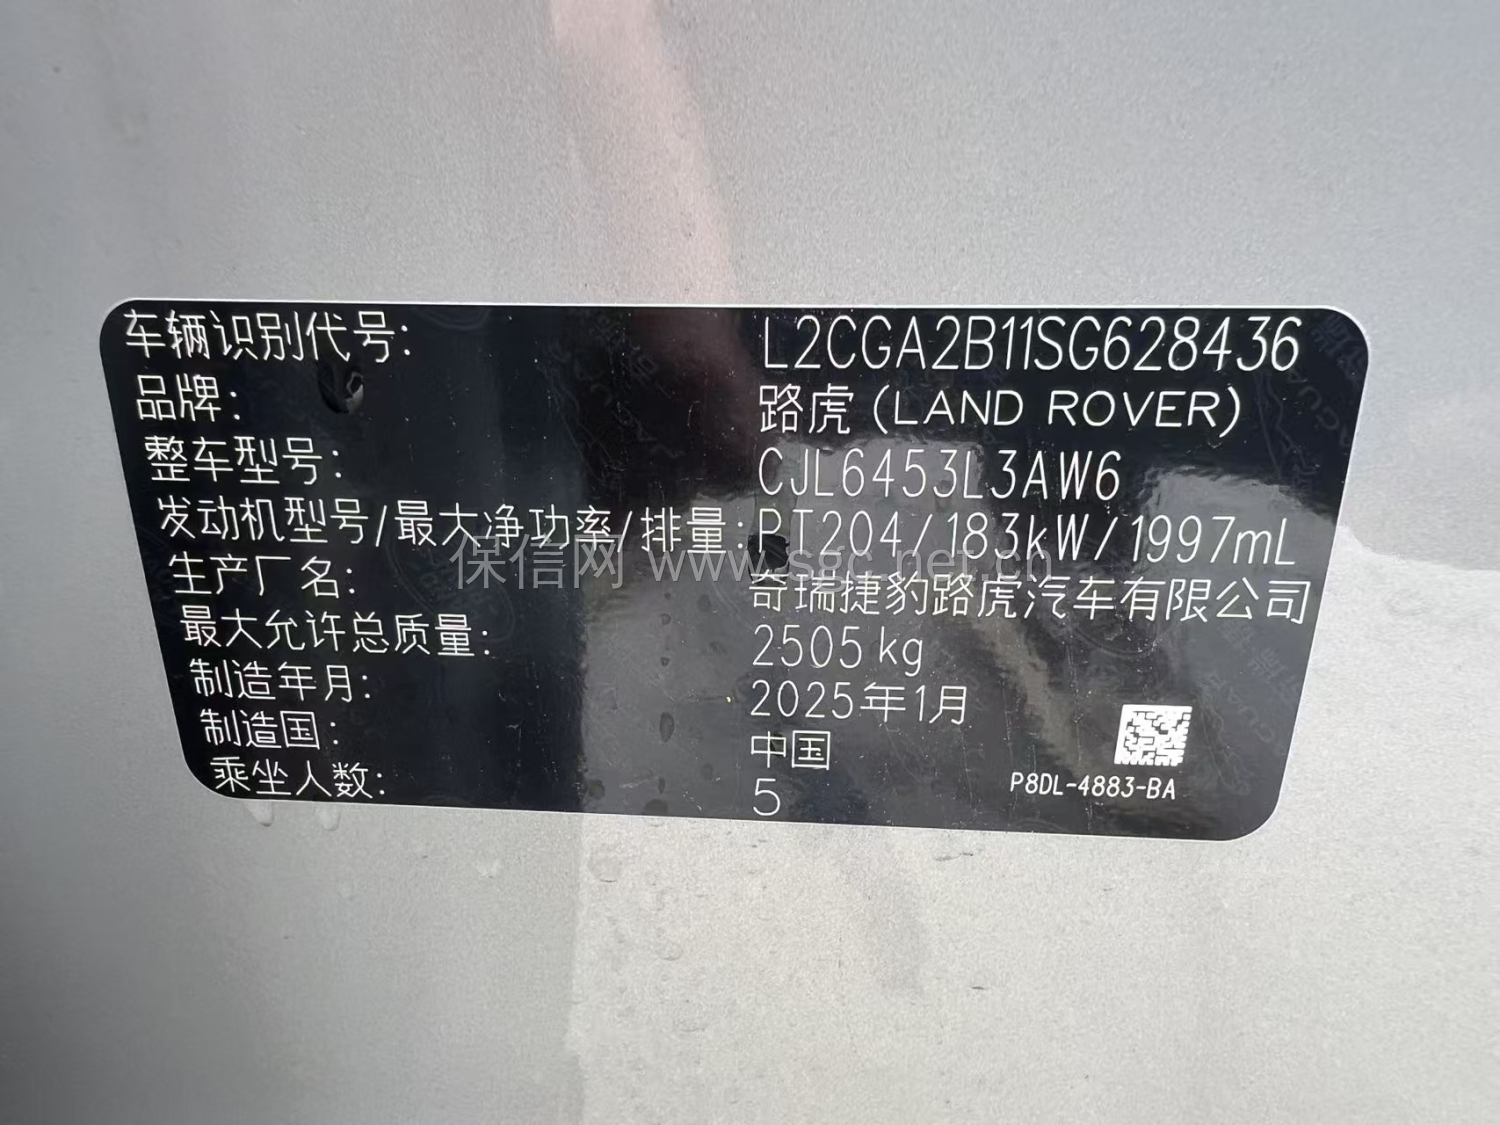 车辆识别代号: L2CGA2B11SG628436
品牌: 路虎 (LAND ROVER)
整车型号: CJL6453L3AW6
发动机型号/最大净功率/排量: PT204/183kW/1997mL
保信网 www.sgc.net.cn
生产厂名: 奇瑞捷豹路虎汽车有限公司
最大允许总质量: 2505kg
制造年月: 2025年1月
制造国: 中国
乘坐人数: 5
P8DL-4883-BA